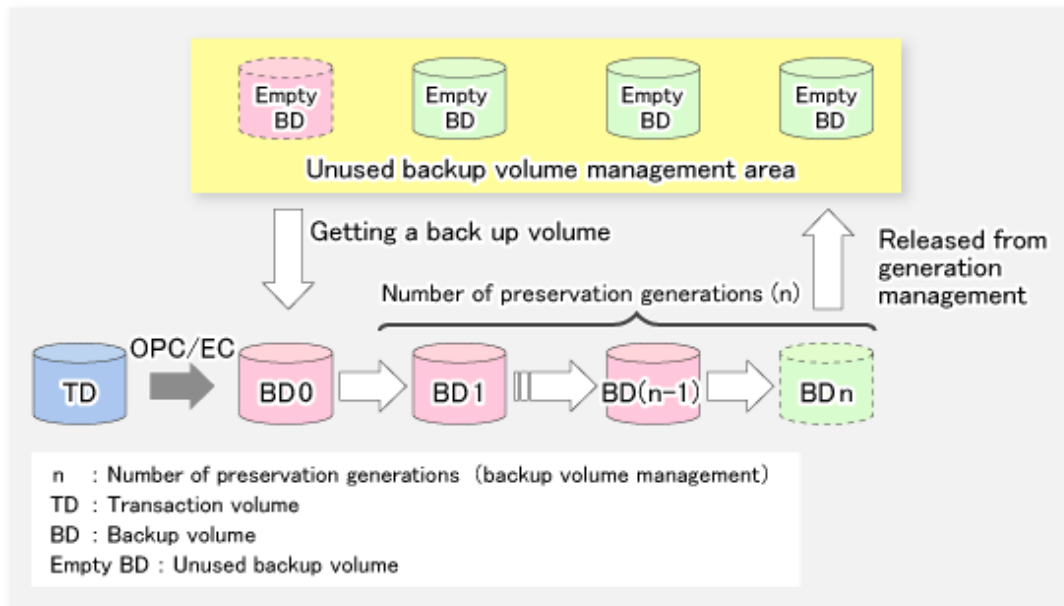 Empty
BD
Empty
BD
Empty
BD
Empty
BD
Unused backup volume management area
Getting a back up volume
Released from
generation
management
Number of preservation generations (n)
OPC/EC
TD
BD0
BD1
BD(n-1)
BDn
n : Number of preservation generations (backup volume management)
TD : Transaction volume
BD : Backup volume
Empty BD : Unused backup volume